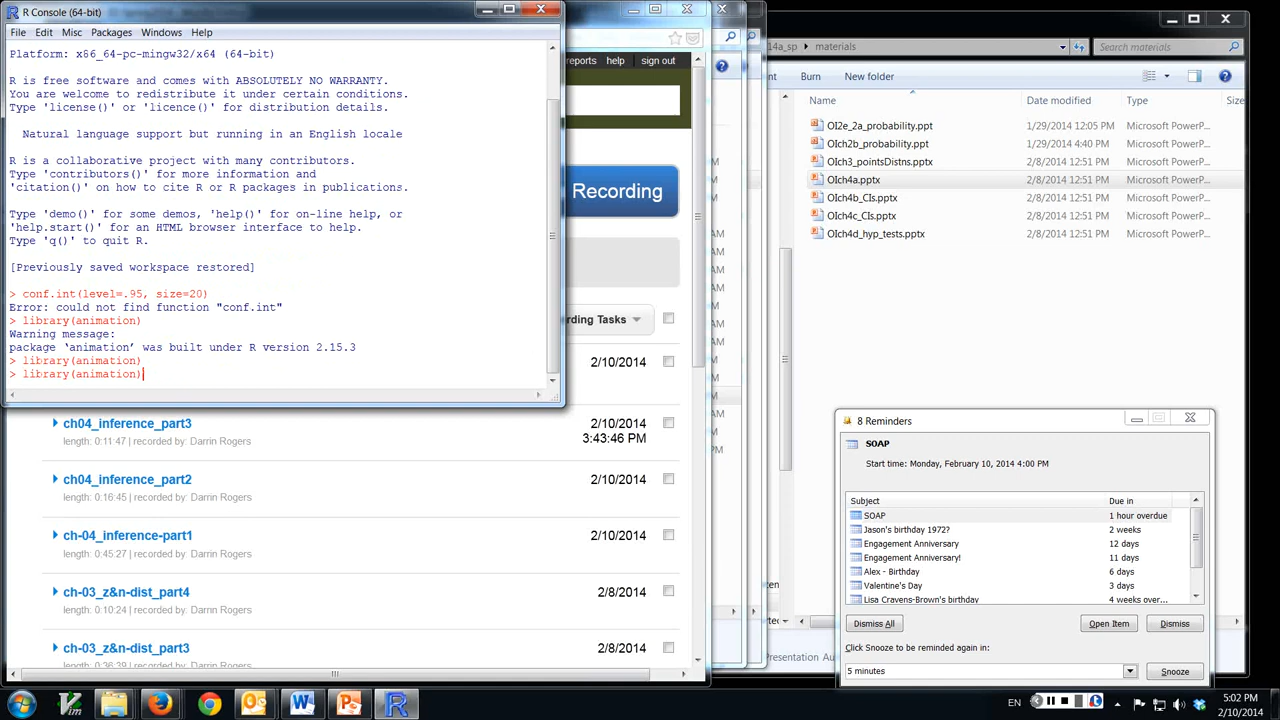 R Console (64-bit)
File Edit Misc Packages Windows Help
x86_64-pc-mingw32/x64 (64-bit)
free software and comes with ABSOLUTELY NO WARRANTY.
You are welcome to redistribute it under certain conditions.
Type 'license()' or 'licence()' for distribution details.
Natural language support but running in an English locale
R is a collaborative project with many contributors.
Type 'contributors()' for more information and
'citation()' on how to cite R or R packages in publications.
Type 'demo()' for some demos, 'help()' for on-line help, or
'help.start()' for an HTML browser interface to help.
Type 'q()' to quit R.
[Previously saved workspace restored]
> conf.int(level=.95, size=20)
Error: could not find function "conf.int"
> library(animation)
Warning message:
package ‘animation’ was built under R version 2.15.3
> library(animation)
> library(animation)
reports help sign out
Recording
Tasks
2/10/2014
ch04_inference_part3
length: 0:11:47 | recorded by: Darrin Rogers
2/10/2014
3:43:46 PM
ch04_inference_part2
length: 0:16:45 | recorded by: Darrin Rogers
2/10/2014
ch-04_inference-part1
length: 0:45:27 | recorded by: Darrin Rogers
2/10/2014
ch-03_z&n-dist_part4
length: 0:10:24 | recorded by: Darrin Rogers
2/8/2014
ch-03_z&n-dist_part3
length: 0:36:39 | recorded by: Darrin Rogers
2/8/2014
14a_sp ▸ materials
Search materials
Burn New folder
Name Date modified Type Size
OI2e_2a_probability.ppt 1/29/2014 12:05 PM Microsoft PowerP...
OIch2b_probability.ppt 1/29/2014 4:40 PM Microsoft PowerP...
OIch3_pointsDistns.pptx 2/8/2014 12:51 PM Microsoft PowerP...
OIch4a.pptx 2/8/2014 12:51 PM Microsoft PowerP...
OIch4b_CIs.pptx 2/8/2014 12:51 PM Microsoft PowerP...
OIch4c_CIs.pptx 2/8/2014 12:51 PM Microsoft PowerP...
OIch4d_hyp_tests.pptx 2/8/2014 12:51 PM Microsoft PowerP...
8 Reminders
SOAP
Start time: Monday, February 10, 2014 4:00 PM
Subject Due in
SOAP 1 hour overdue
Jason's birthday 1972? 2 weeks
Engagement Anniversary 12 days
Engagement Anniversary! 11 days
Alex - Birthday 6 days
Valentine's Day 3 days
Lisa Cravens-Brown's birthday 4 weeks over...
Dismiss All Open Item Dismiss
Click Snooze to be reminded again in:
5 minutes Snooze
EN
5:02 PM
2/10/2014